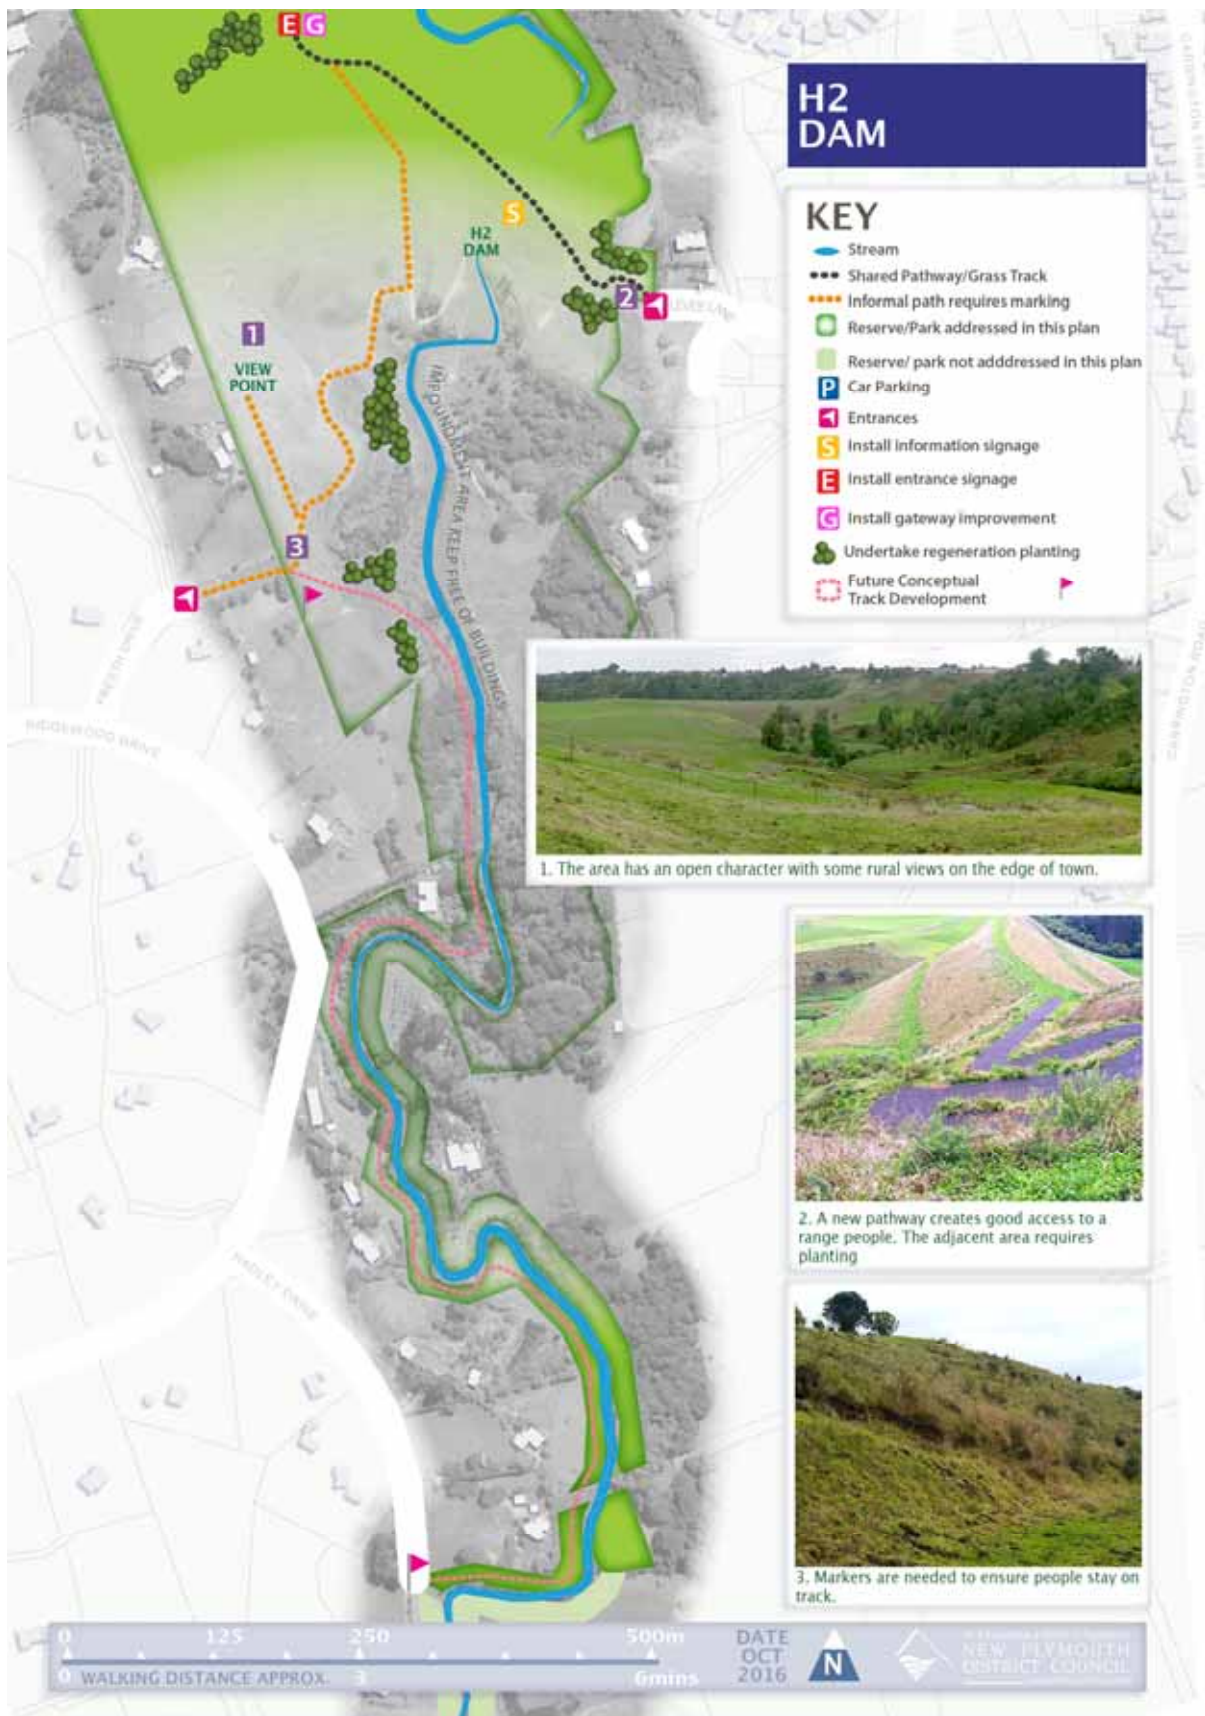 E G
H2
DAM
KEY
Stream
Shared Pathway/Grass Track
Informal path requires marking
Reserve/Park addressed in this plan
Reserve/ park not adddressed in this plan
P Car Parking
Entrances
S Install information signage
E Install entrance signage
G Install gateway improvement
Undertake regeneration planting
Future Conceptual
Track Development
S
H2
DAM
2
1
VIEW
POINT
3
IMPOUNDMENT AREA KEEP FREE OF BUILDINGS
RIDGEWOOD DRIVE
CARRINGTON STREET
CARRINGTON ROAD
1. The area has an open character with some rural views on the edge of town.
2. A new pathway creates good access to a
range people. The adjacent area requires
planting
3. Markers are needed to ensure people stay on
track.
0 125 250 500m
0 WALKING DISTANCE APPROX. 3 6mins
DATE
OCT
2016
N
NEW PLYMOUTH
DISTRICT COUNCIL